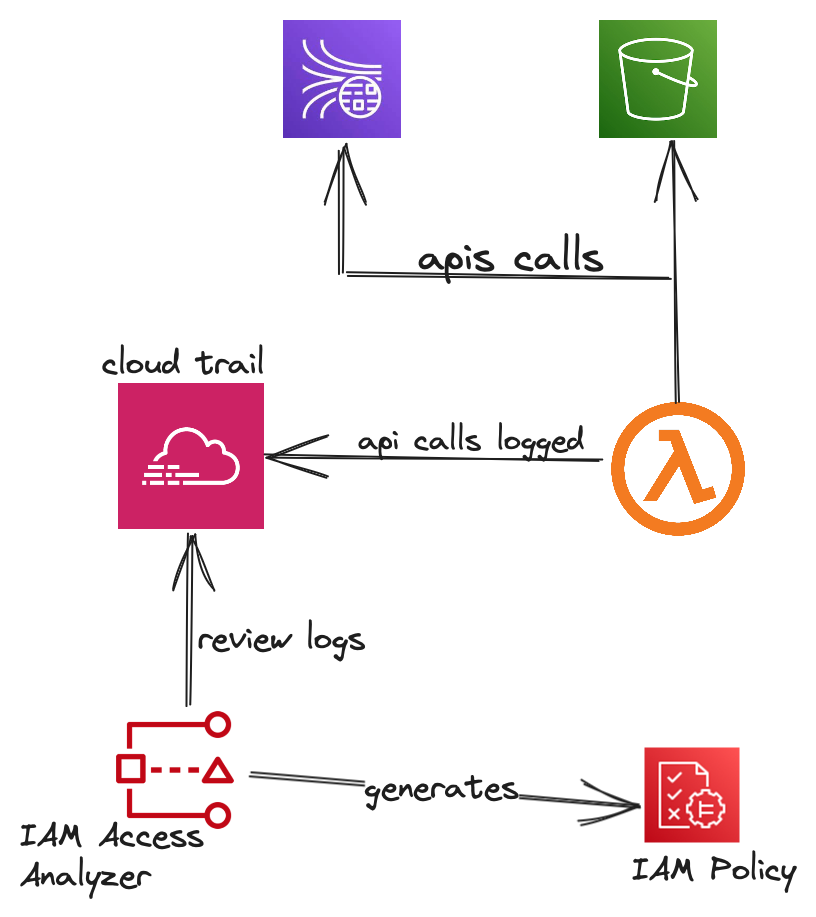 apis calls
cloud trail
api calls logged
review logs
generates
IAM Access
Analyzer
IAM Policy